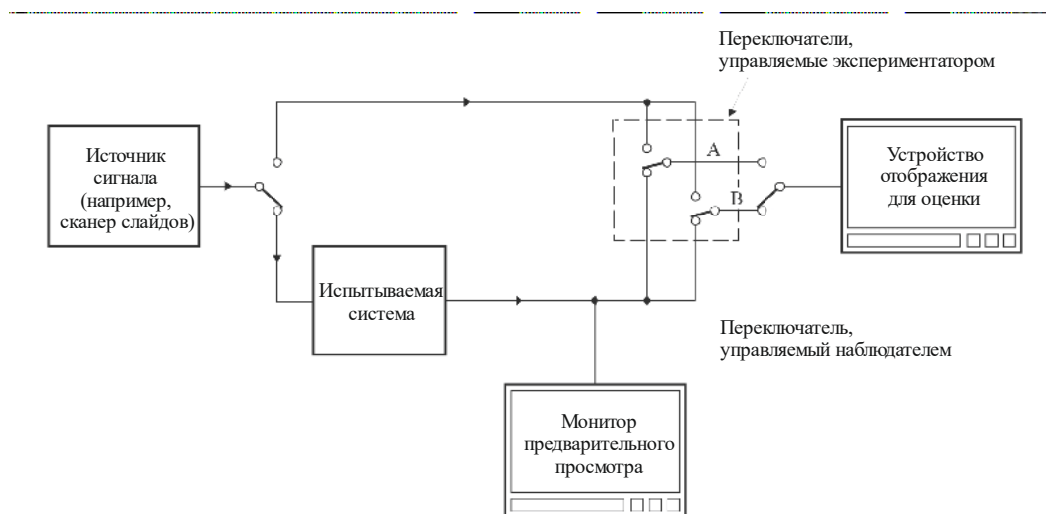 Переключатели,
управляемые экспериментатором
Источник
сигнала
(например,
сканер слайдов)
A
B
Устройство
отображения
для оценки
Испытываемая
система
Переключатель,
управляемый наблюдателем
Монитор
предварительного
просмотра